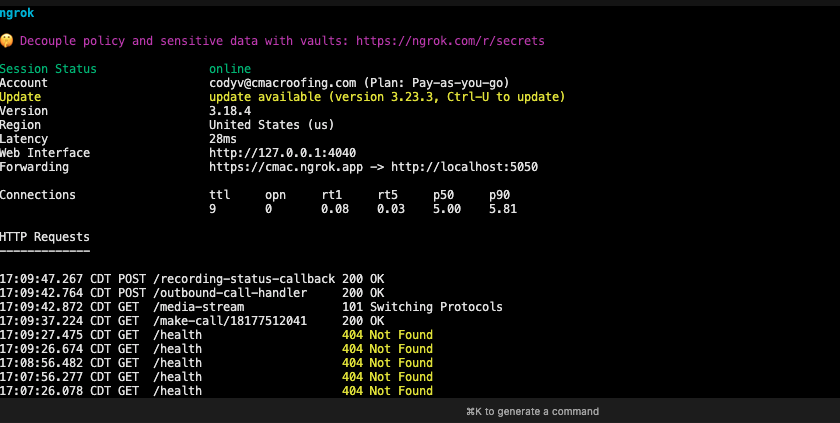 ngrok
🤫 Decouple policy and sensitive data with vaults: https://ngrok.com/r/secrets
Session Status online
Account codyv@cmacroofing.com (Plan: Pay-as-you-go)
Update update available (version 3.23.3, Ctrl-U to update)
Version 3.18.4
Region United States (us)
Latency 28ms
Web Interface http://127.0.0.1:4040
Forwarding https://cmac.ngrok.app -> http://localhost:5050
Connections ttl opn rt1 rt5 p50 p90
9 0 0.08 0.03 5.00 5.81
HTTP Requests
-------------
17:09:47.267 CDT POST /recording-status-callback 200 OK
17:09:42.764 CDT POST /outbound-call-handler 200 OK
17:09:42.872 CDT GET /media-stream 101 Switching Protocols
17:09:37.224 CDT GET /make-call/18177512041 200 OK
17:09:27.475 CDT GET /health 404 Not Found
17:09:26.674 CDT GET /health 404 Not Found
17:08:56.482 CDT GET /health 404 Not Found
17:07:56.277 CDT GET /health 404 Not Found
17:07:26.078 CDT GET /health 404 Not Found
⌘K to generate a command